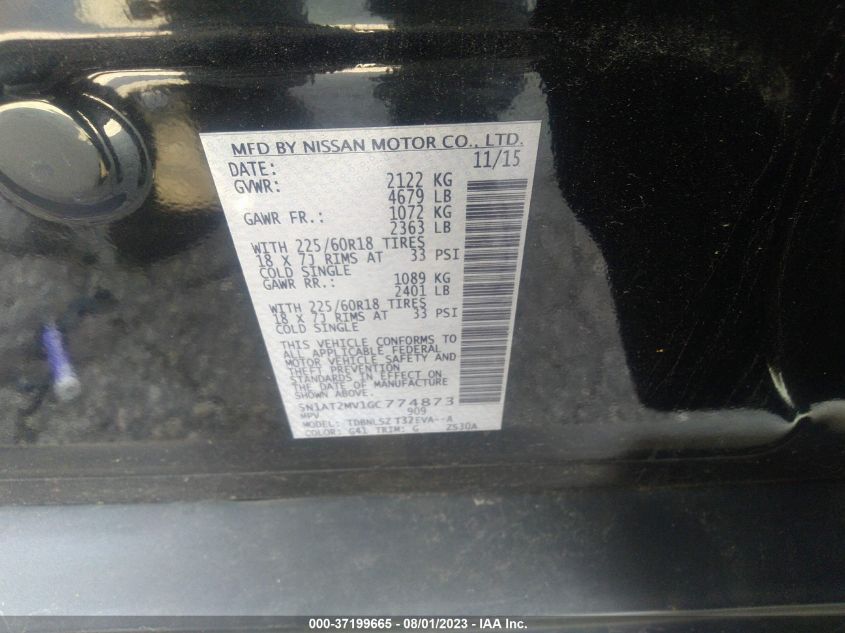 MFD BY NISSAN MOTOR CO., LTD.
DATE: 11/15
GVWR: 2122 KG
4679 LB
GAWR FR.: 1072 KG
2363 LB
WITH 225/60R18 TIRES
18 X 7J RIMS AT 33 PSI
COLD SINGLE
GAWR RR.: 1089 KG
2401 LB
WITH 225/60R18 TIRES
18 X 7J RIMS AT 33 PSI
COLD SINGLE
THIS VEHICLE CONFORMS TO
ALL APPLICABLE FEDERAL
MOTOR VEHICLE SAFETY AND
THEFT PREVENTION
STANDARDS IN EFFECT ON
THE DATE OF MANUFACTURE
SHOWN ABOVE.
5N1AT2MV1GC774873
MPV 909
MODEL: TDBNLSZ T32EVA--A
COLOR: G41 TRIM: G 2S30A
000-37199665 - 08/01/2023 - IAA Inc.